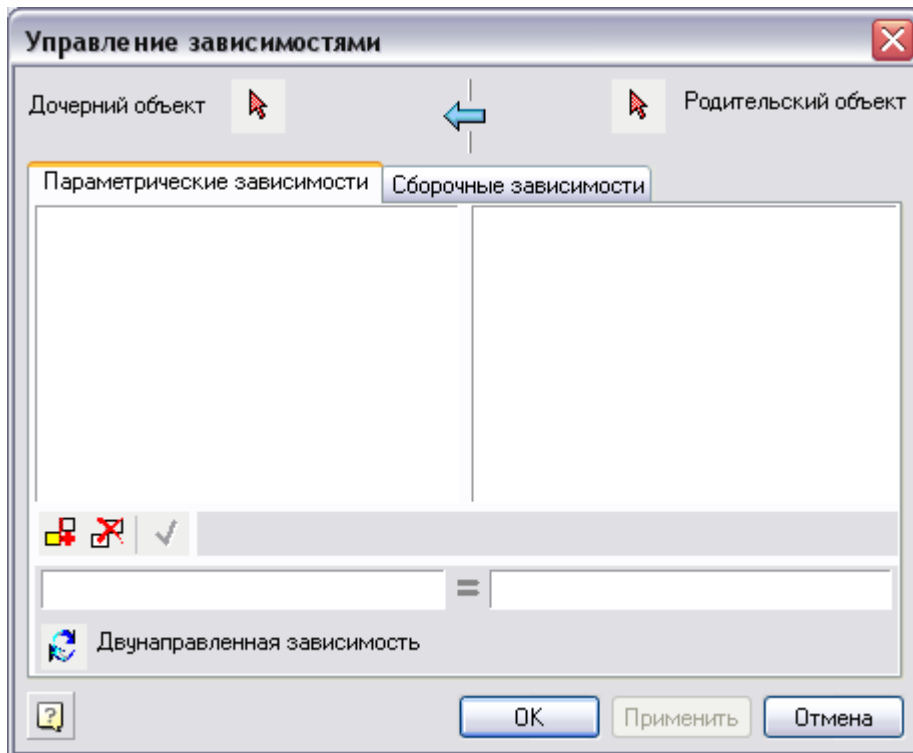 Управление зависимостями
Дочерний объект
Родительский объект
Параметрические зависимости
Сборочные зависимости
=
Двунаправленная зависимость
?
OK
Применить
Отмена